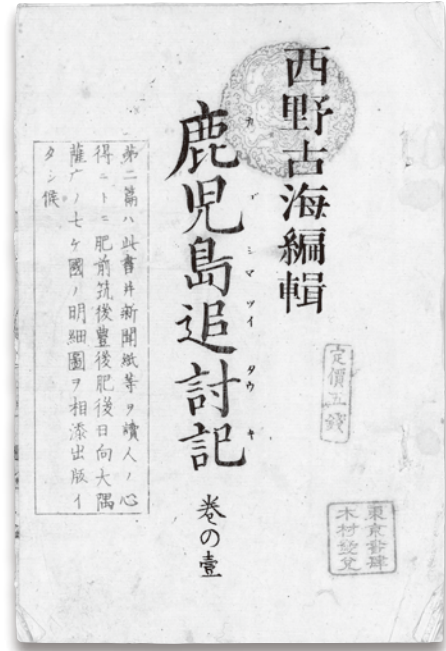 西野古海編輯
鹿児島追討記
カゴシマツイタウキ
巻の壹
定價五錢
東京書肆
木村発兌
第二篇ハ此書并新聞紙等ヲ讀人ノ心
得ニトニ肥前筑後豊後肥後日向大隅
薩广ノ七ケ國ノ明細圖ヲ相添出版イ
タシ候